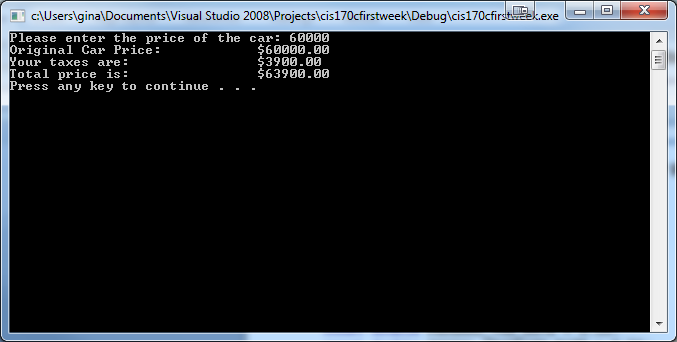 c:\Users\gina\Documents\Visual Studio 2008\Projects\cis170cfirstweek\Debug\cis170cfirstweek.exe
Please enter the price of the car: 60000
Original Car Price: $60000.00
Your taxes are: $3900.00
Total price is: $63900.00
Press any key to continue . . .